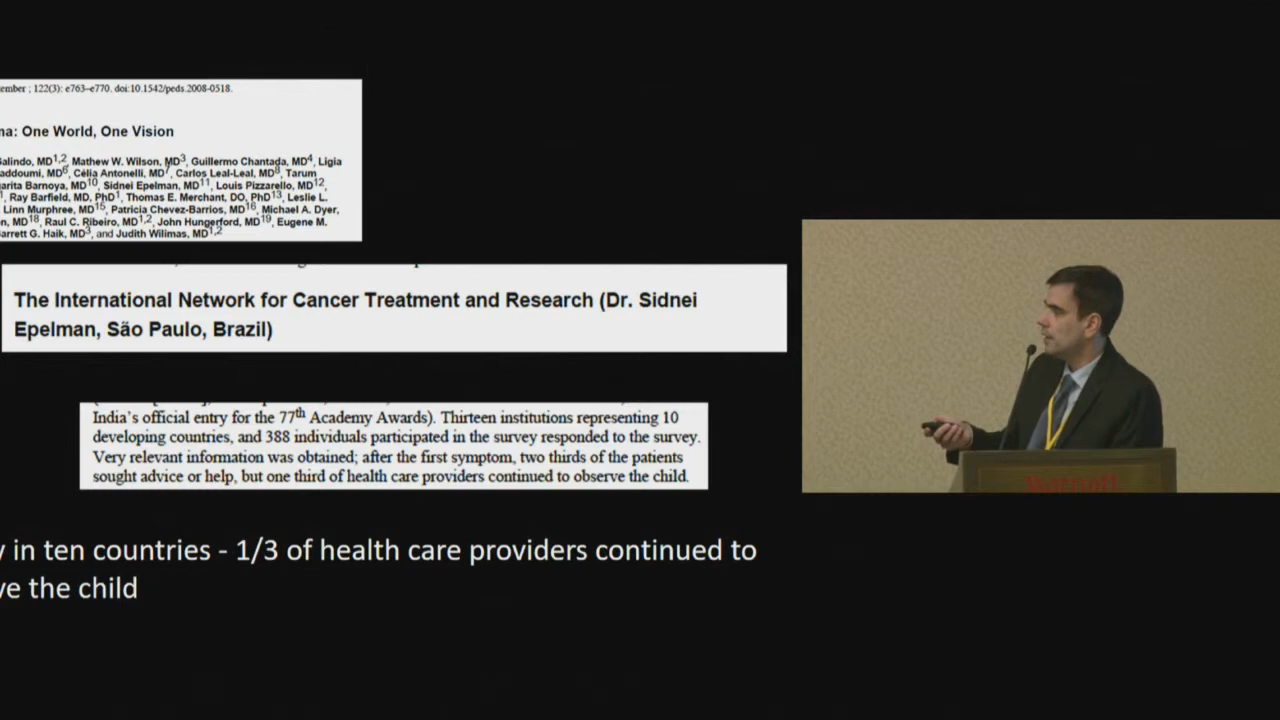 ember ; 122(3): e763–e770. doi:10.1542/peds.2008-0518.
ma: One World, One Vision
Galindo, MD1,2, Mathew W. Wilson, MD3, Guillermo Chantada, MD4, Ligia
addoumi, MD6, Célia Antonelli, MD7, Carlos Leal-Leal, MD8, Tarum
arita Barnoya, MD10, Sidnei Epelman, MD11, Louis Pizzarello, MD12,
1, Ray Barfield, MD, PhD1, Thomas E. Merchant, DO, PhD13, Leslie L.
Linn Murphree, MD15, Patricia Chevez-Barrios, MD16, Michael A. Dyer,
n, MD18, Raul C. Ribeiro, MD1,2, John Hungerford, MD19, Eugene M.
arrett G. Haik, MD3, and Judith Wilimas, MD1,2
The International Network for Cancer Treatment and Research (Dr. Sidnei
Epelman, São Paulo, Brazil)
India's official entry for the 77th Academy Awards). Thirteen institutions representing 10
developing countries, and 388 individuals participated in the survey responded to the survey.
Very relevant information was obtained; after the first symptom, two thirds of the patients
sought advice or help, but one third of health care providers continued to observe the child.
y in ten countries - 1/3 of health care providers continued to
ve the child
Marriott